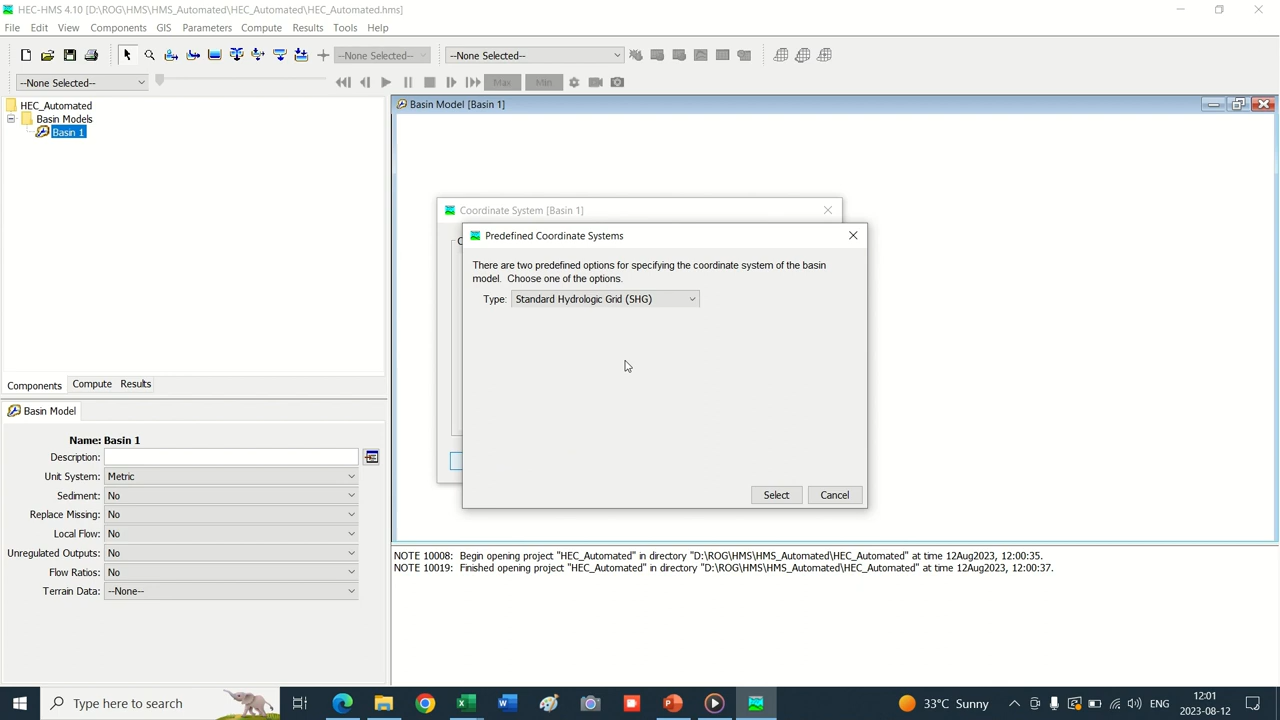 HEC-HMS 4.10 [D:\ROG\HMS\HMS_Automated\HEC_Automated\HEC_Automated.hms]
File Edit View Components GIS Parameters Compute Results Tools Help
--None Selected--
--None Selected--
--None Selected--
Max
Min
HEC_Automated
Basin Models
Basin 1
Components Compute Results
Basin Model
Name: Basin 1
Description:
Unit System: Metric
Sediment: No
Replace Missing: No
Local Flow: No
Unregulated Outputs: No
Flow Ratios: No
Terrain Data: --None--
Basin Model [Basin 1]
Coordinate System [Basin 1]
Predefined Coordinate Systems
There are two predefined options for specifying the coordinate system of the basin
model. Choose one of the options.
Type: Standard Hydrologic Grid (SHG)
Select Cancel
NOTE 10008: Begin opening project "HEC_Automated" in directory "D:\ROG\HMS\HMS_Automated\HEC_Automated" at time 12Aug2023, 12:00:35.
NOTE 10019: Finished opening project "HEC_Automated" in directory "D:\ROG\HMS\HMS_Automated\HEC_Automated" at time 12Aug2023, 12:00:37.
Type here to search
33°C Sunny
ENG
12:01
2023-08-12